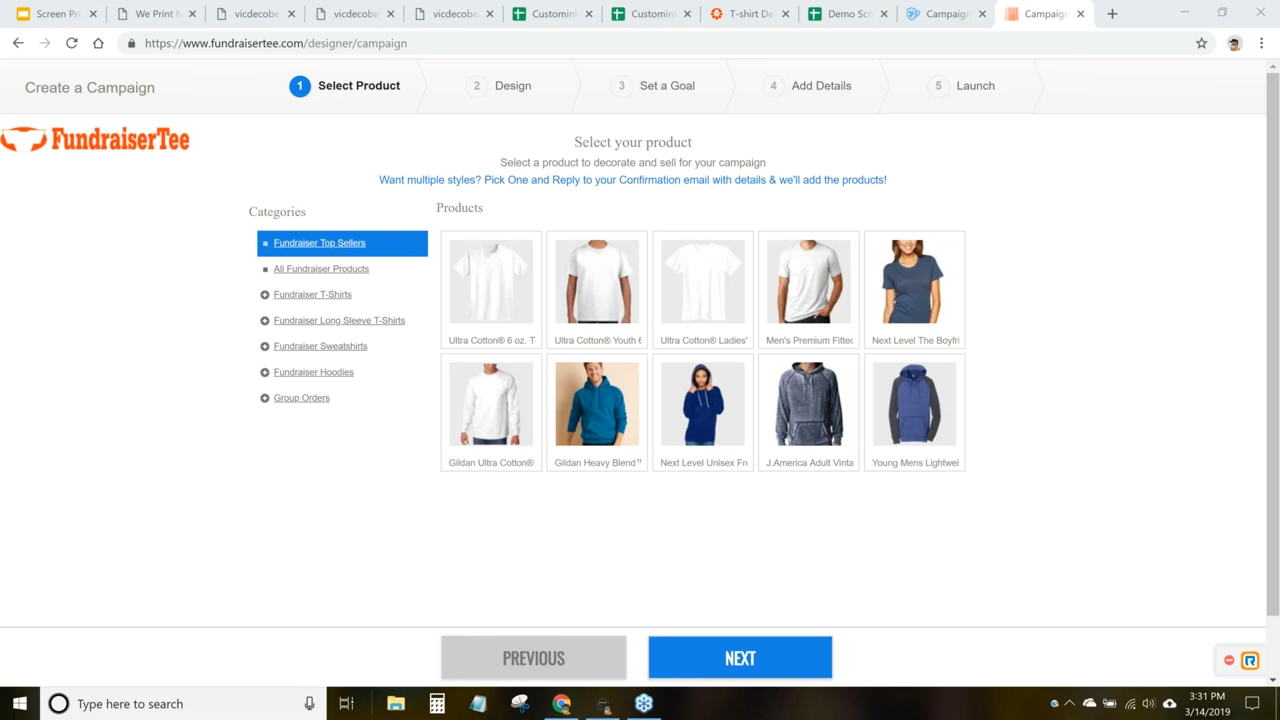 Screen Pri
We Print M
vicdecobe
vicdecobe
vicdecobe
Customink
Customink
T-shirt De
Demo Scr
Campaign
Campaign
https://www.fundraisertee.com/designer/campaign
Create a Campaign
1 Select Product
2 Design
3 Set a Goal
4 Add Details
5 Launch
FundraiserTee
Select your product
Select a product to decorate and sell for your campaign
Want multiple styles? Pick One and Reply to your Confirmation email with details & we'll add the products!
Categories
Products
Fundraiser Top Sellers
All Fundraiser Products
Fundraiser T-Shirts
Fundraiser Long Sleeve T-Shirts
Fundraiser Sweatshirts
Fundraiser Hoodies
Group Orders
Ultra Cotton® 6 oz. T-
Ultra Cotton® Youth 6
Ultra Cotton® Ladies'
Men's Premium Fitted
Next Level The Boyfri
Gildan Ultra Cotton®
Gildan Heavy Blend™
Next Level Unisex Fre
J.America Adult Vinta
Young Mens Lightwei
PREVIOUS
NEXT
Type here to search
3:31 PM
3/14/2019